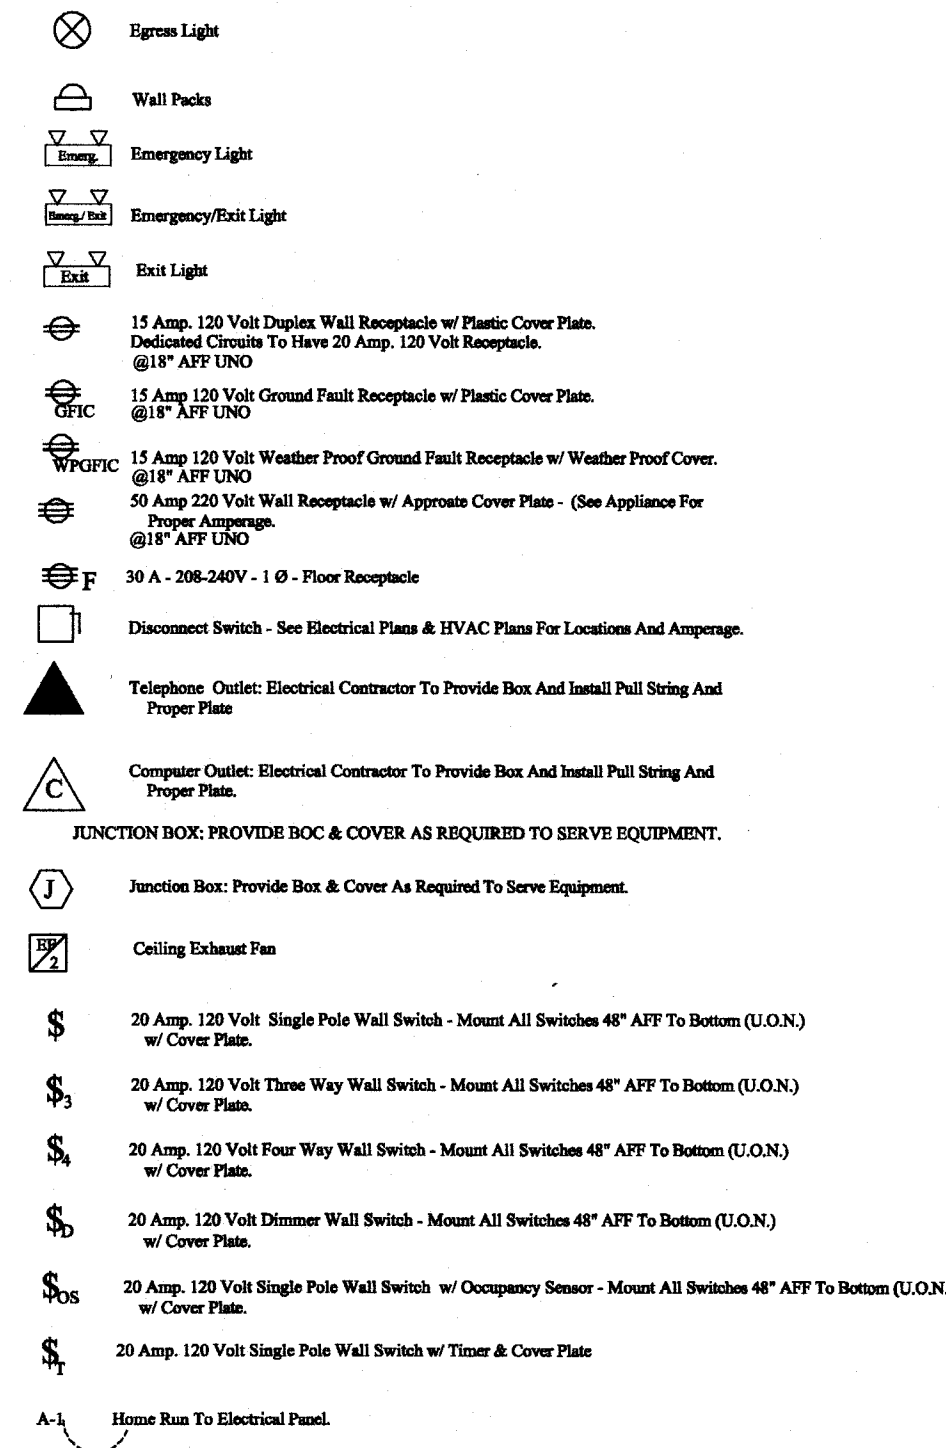 Egress Light
Wall Packs
Emerg. Emergency Light
Emerg./ Exit Emergency/Exit Light
Exit Exit Light
15 Amp. 120 Volt Duplex Wall Receptacle w/ Plastic Cover Plate.
Dedicated Circuits To Have 20 Amp. 120 Volt Receptacle.
@18" AFF UNO
15 Amp 120 Volt Ground Fault Receptacle w/ Plastic Cover Plate.
GFIC @18" AFF UNO
WPGFIC 15 Amp 120 Volt Weather Proof Ground Fault Receptacle w/ Weather Proof Cover.
@18" AFF UNO
50 Amp 220 Volt Wall Receptacle w/ Approate Cover Plate - (See Appliance For
Proper Amperage.
@18" AFF UNO
F 30 A - 208-240V - 1 Ø - Floor Receptacle
Disconnect Switch - See Electrical Plans & HVAC Plans For Locations And Amperage.
Telephone Outlet: Electrical Contractor To Provide Box And Install Pull String And
Proper Plate
C Computer Outlet: Electrical Contractor To Provide Box And Install Pull String And
Proper Plate.
JUNCTION BOX: PROVIDE BOC & COVER AS REQUIRED TO SERVE EQUIPMENT.
J Junction Box: Provide Box & Cover As Required To Serve Equipment.
EF
2 Ceiling Exhaust Fan
$ 20 Amp. 120 Volt Single Pole Wall Switch - Mount All Switches 48" AFF To Bottom (U.O.N.)
w/ Cover Plate.
$3 20 Amp. 120 Volt Three Way Wall Switch - Mount All Switches 48" AFF To Bottom (U.O.N.)
w/ Cover Plate.
$4 20 Amp. 120 Volt Four Way Wall Switch - Mount All Switches 48" AFF To Bottom (U.O.N.)
w/ Cover Plate.
$D 20 Amp. 120 Volt Dimmer Wall Switch - Mount All Switches 48" AFF To Bottom (U.O.N.)
w/ Cover Plate.
$OS 20 Amp. 120 Volt Single Pole Wall Switch w/ Occupancy Sensor - Mount All Switches 48" AFF To Bottom (U.O.N.
w/ Cover Plate.
$T 20 Amp. 120 Volt Single Pole Wall Switch w/ Timer & Cover Plate
A-1 Home Run To Electrical Panel.